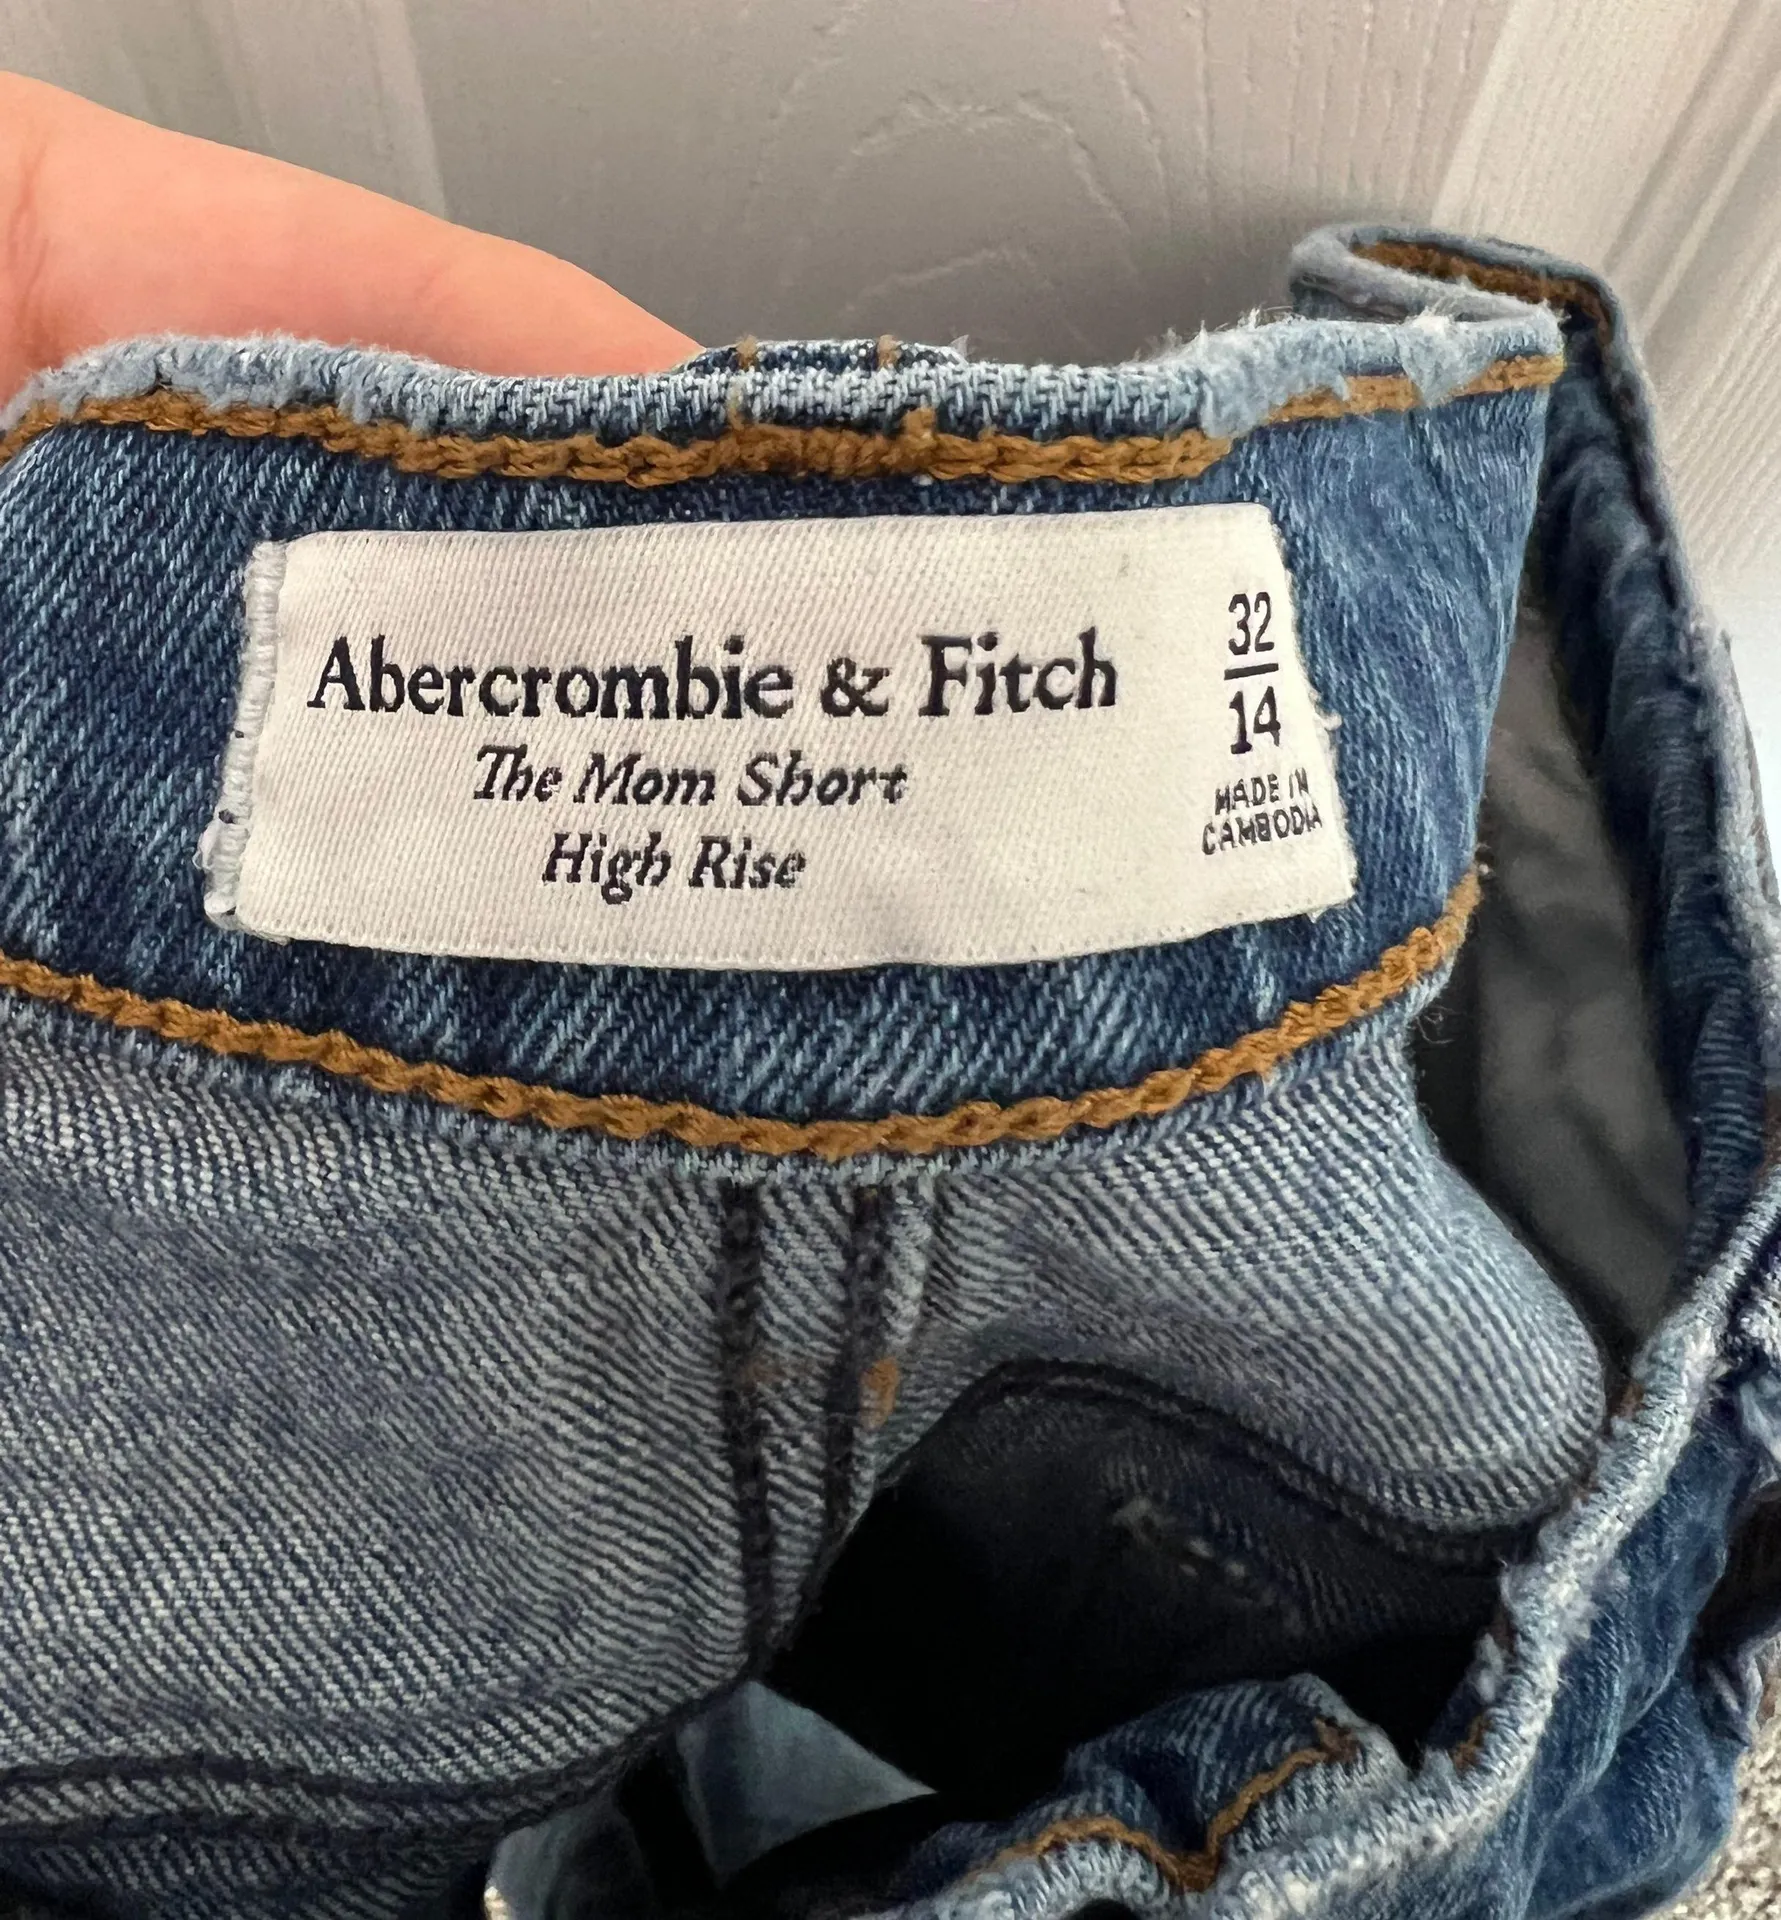 Abercrombie & Fitch
The Mom Short
High Rise
32
14
MADE IN
CAMBODIA